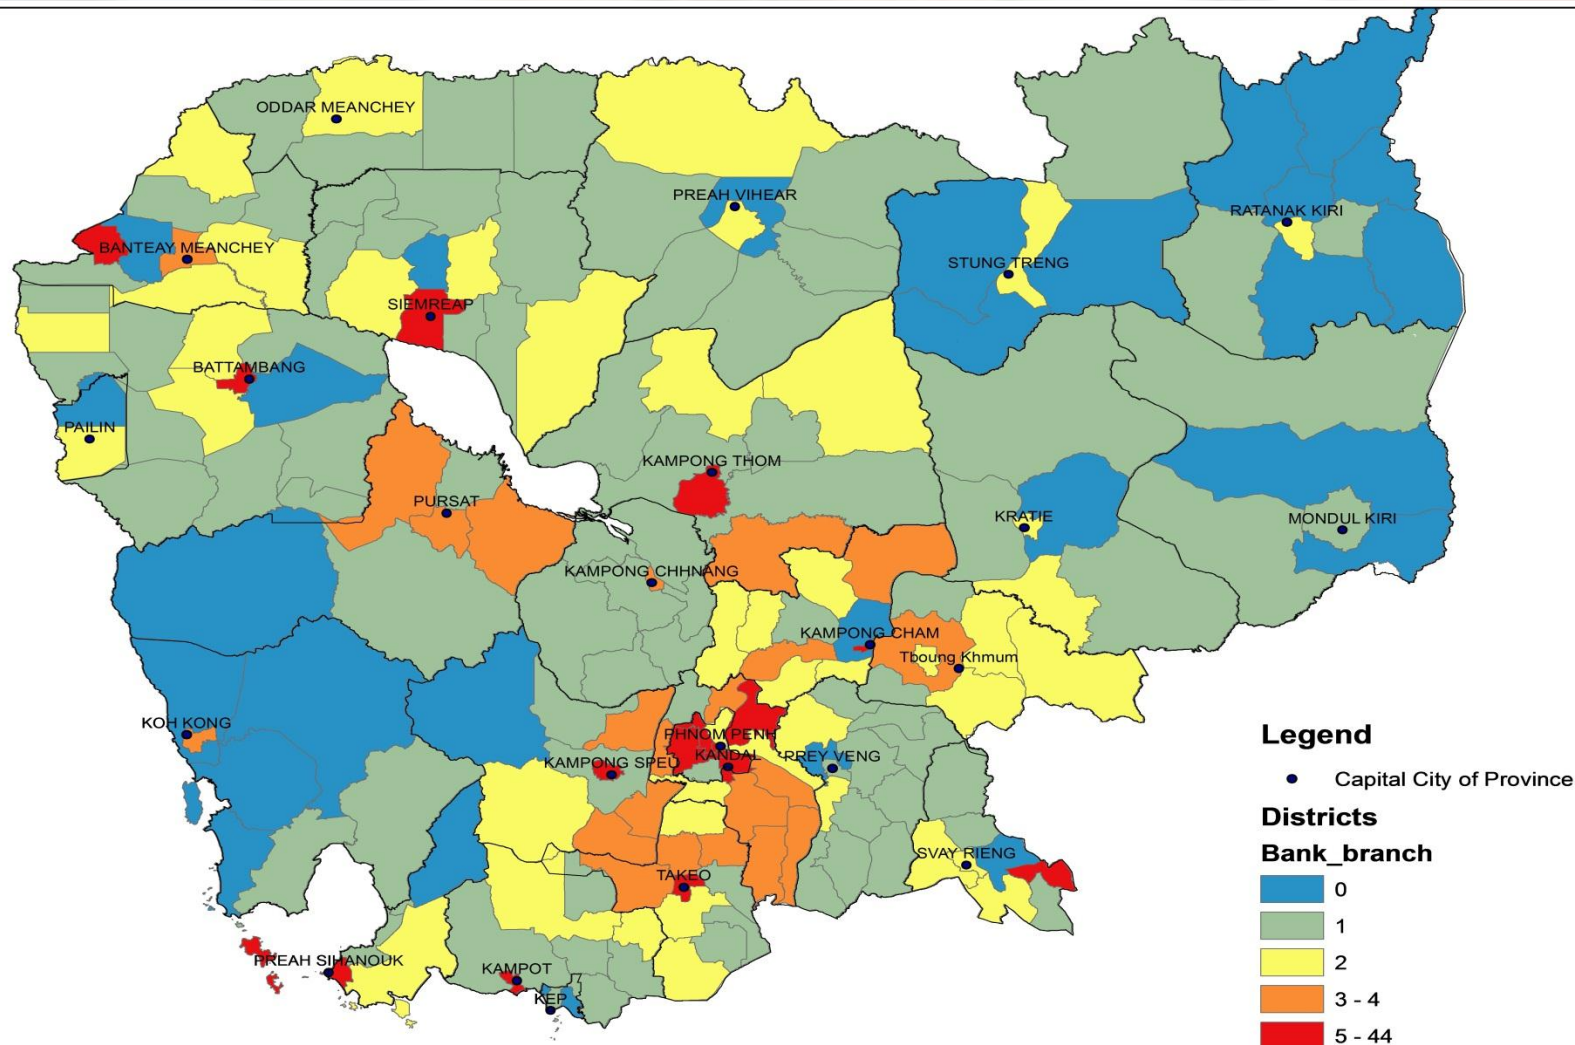 ODDAR MEANCHEY
PREAH VIHEAR
RATANAK KIRI
BANTEAY MEANCHEY
STUNG TRENG
SIEMREAP
BATTAMBANG
PAILIN
KAMPONG THOM
PURSAT
KRATIE
MONDUL KIRI
KAMPONG CHHNANG
KAMPONG CHAM
Tboung Khmum
KOH KONG
PHNOM PENH
KANDAL
PREY VENG
KAMPONG SPEU
SVAY RIENG
TAKEO
PREAH SIHANOUK
KAMPOT
KEP
Legend
Capital City of Province
Districts
Bank_branch
0
1
2
3 - 4
5 - 44